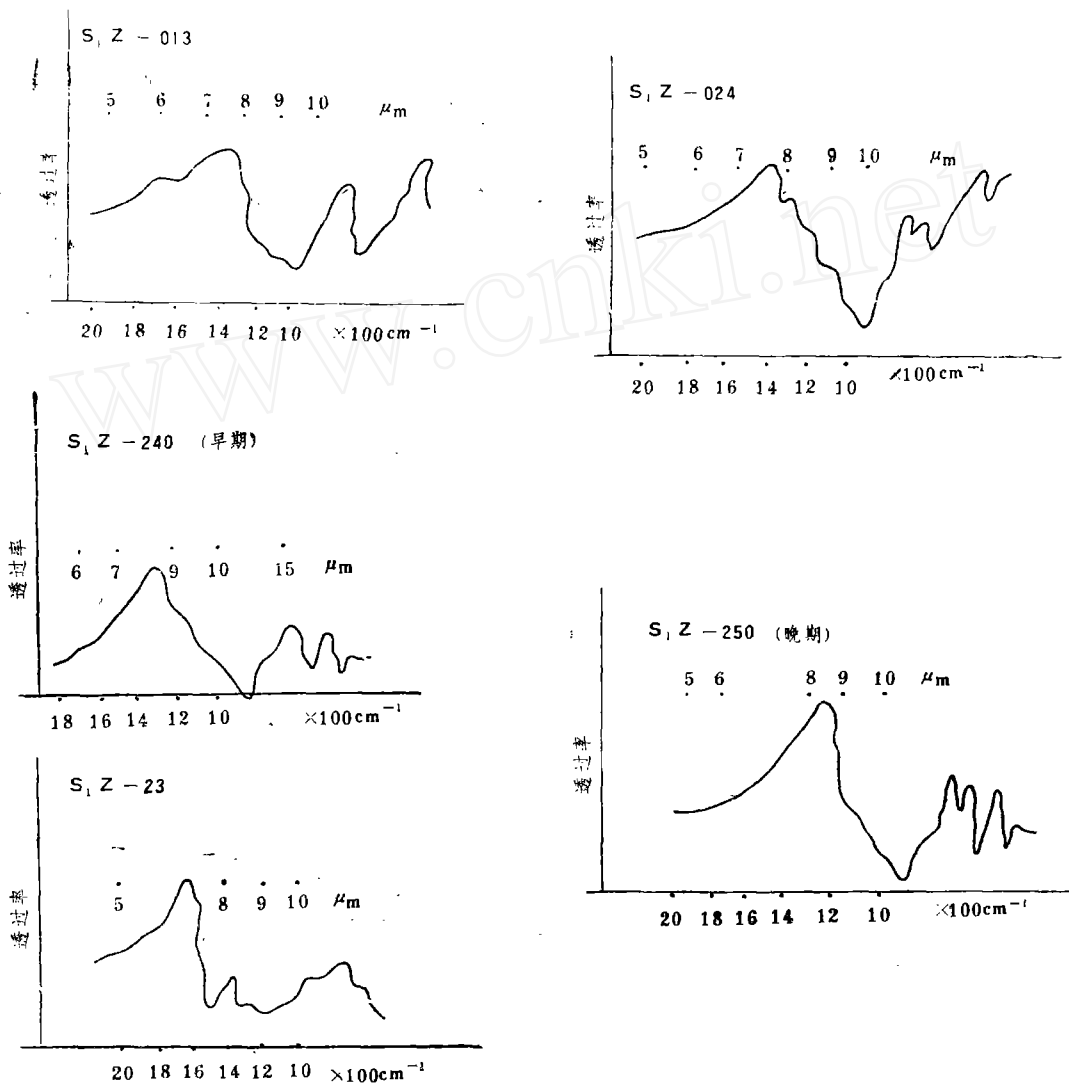 S₁ Z － 013
5 6 7 8 9 10 μm
透过率
20 18 16 14 12 10 ×100cm⁻¹
S₁ Z －024
5 6 7 8 9 10 μm
透过率
20 18 16 14 12 10 ×100cm⁻¹
S₁ Z －240 （早期）
6 7 9 10 15 μm
透过率
18 16 14 12 10 ×100cm⁻¹
S₁ Z －250 （晚期）
5 6 8 9 10 μm
透过率
20 18 16 14 12 10 ×100cm⁻¹
S₁ Z －23
5 8 9 10 μm
透过率
20 18 16 14 12 10 ×100cm⁻¹
www.cnki.net